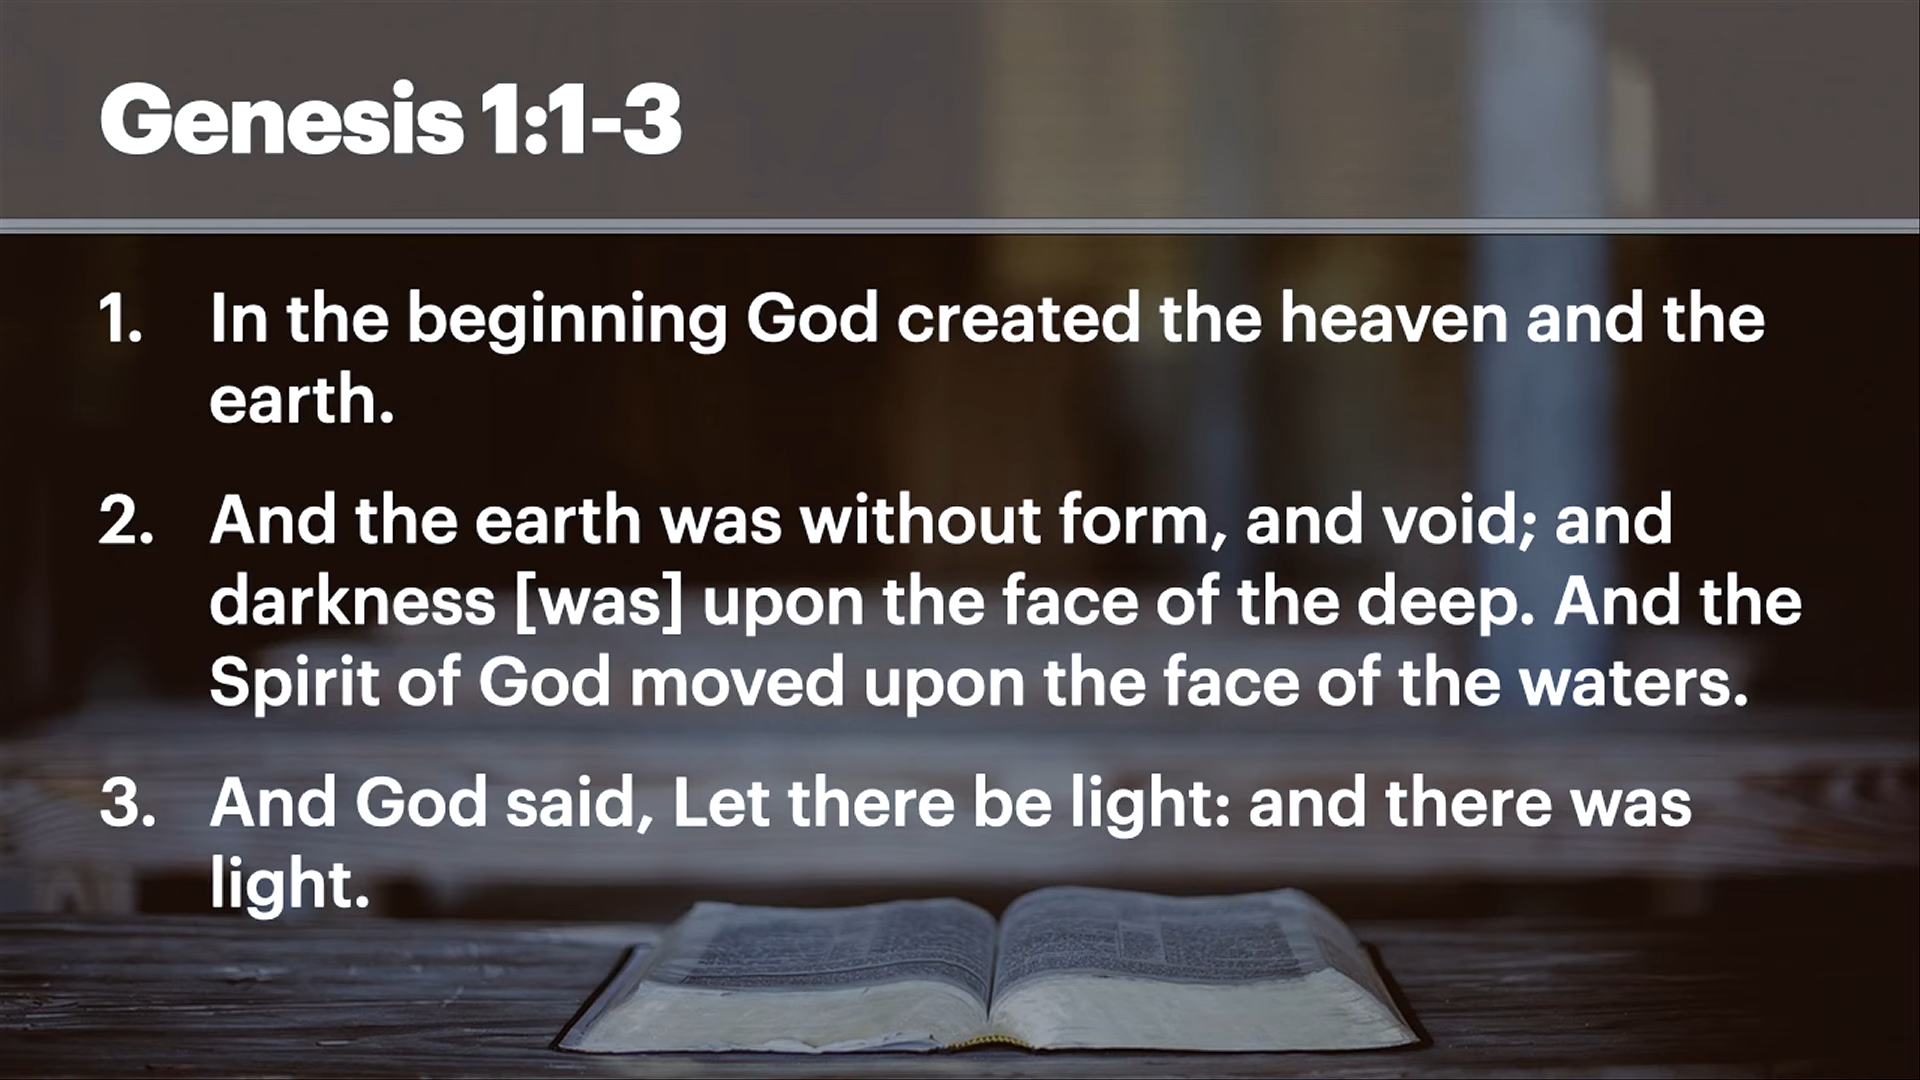 Genesis 1:1-3
1. In the beginning God created the heaven and the
earth.
2. And the earth was without form, and void; and
darkness [was] upon the face of the deep. And the
Spirit of God moved upon the face of the waters.
3. And God said, Let there be light: and there was
light.